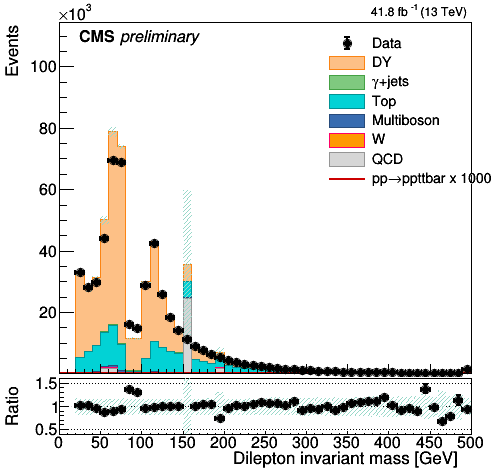 ×10³
41.8 fb⁻¹ (13 TeV)
CMS preliminary
Events
100
80
60
40
20
0
Data
DY
γ+jets
Top
Multiboson
W
QCD
pp→ppttbar x 1000
Ratio
1.5
1
0.5
0 50 100 150 200 250 300 350 400 450 500
Dilepton invariant mass [GeV]